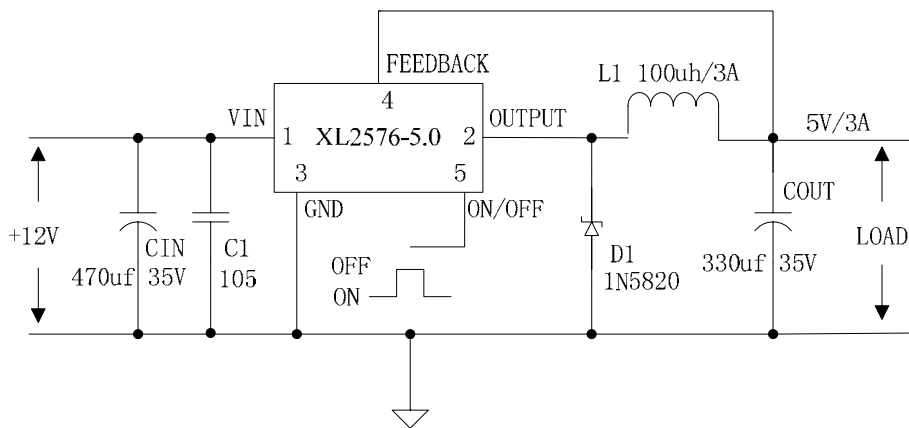 FEEDBACK
L1 100uh/3A
4
VIN
OUTPUT
5V/3A
1
XL2576-5.0
2
3
5
GND
ON/OFF
COUT
+12V
CIN
C1
OFF
D1
LOAD
470uf 35V
105
ON
1N5820
330uf 35V